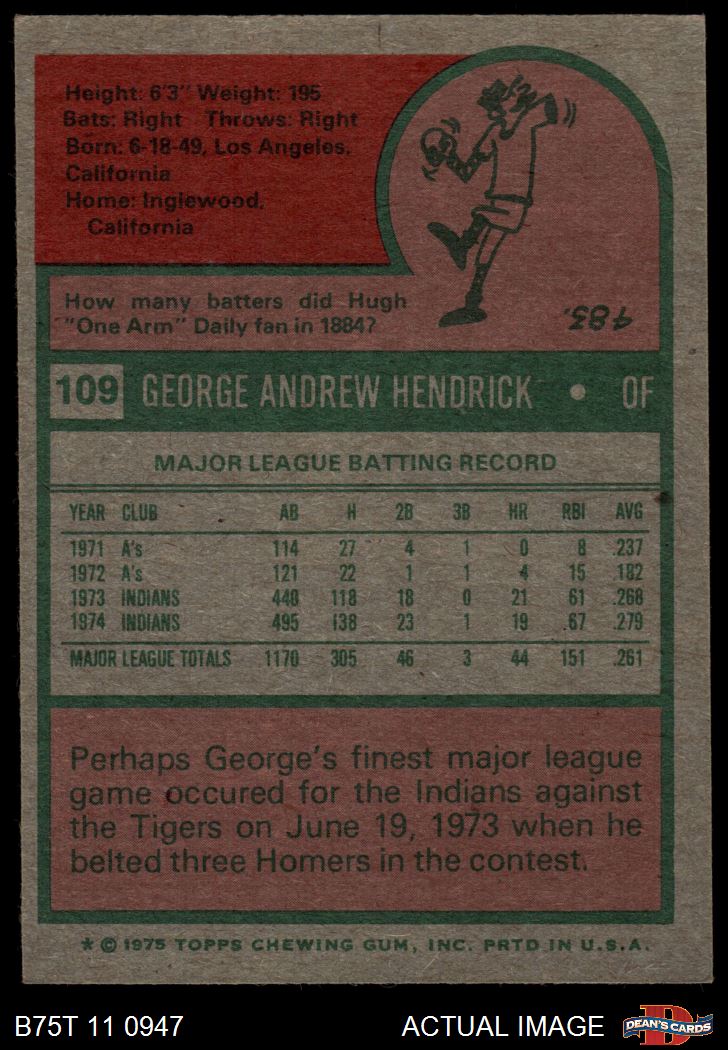 Height: 6'3" Weight: 195
Bats: Right Throws: Right
Born: 6-18-49, Los Angeles,
California
Home: Inglewood,
California
How many batters did Hugh
"One Arm" Daily fan in 1884?
483.
109 GEORGE ANDREW HENDRICK • OF
MAJOR LEAGUE BATTING RECORD
YEAR CLUB AB H 2B 3B HR RBI AVG
1971 A's 114 27 4 1 0 8 .237
1972 A's 121 22 1 1 4 15 .182
1973 INDIANS 440 118 18 0 21 61 .268
1974 INDIANS 495 138 23 1 19 67 .279
MAJOR LEAGUE TOTALS 1170 305 46 3 44 151 .261
Perhaps George's finest major league
game occured for the Indians against
the Tigers on June 19, 1973 when he
belted three Homers in the contest.
* © 1975 TOPPS CHEWING GUM, INC. PRTD IN U.S.A.
B75T 11 0947 ACTUAL IMAGE
D
DEAN'S CARDS